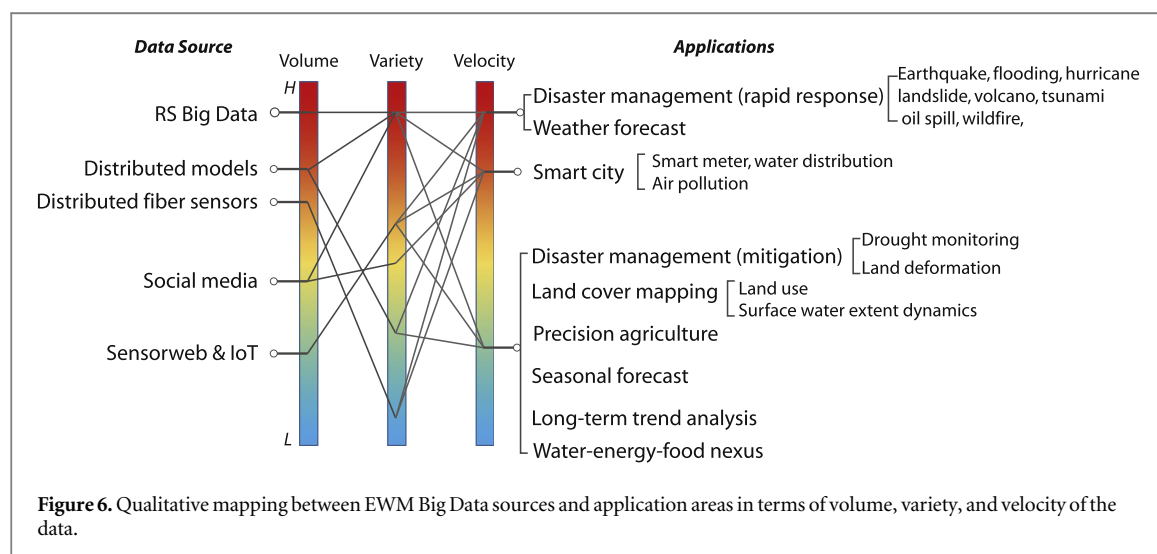 Data Source
Applications
Volume
Variety
Velocity
H
L
RS Big Data
Distributed models
Distributed fiber sensors
Social media
Sensorweb & IoT
Disaster management (rapid response)
Earthquake, flooding, hurricane
landslide, volcano, tsunami
oil spill, wildfire,
Weather forecast
Smart city
Smart meter, water distribution
Air pollution
Disaster management (mitigation)
Drought monitoring
Land deformation
Land cover mapping
Land use
Surface water extent dynamics
Precision agriculture
Seasonal forecast
Long-term trend analysis
Water-energy-food nexus
Figure 6. Qualitative mapping between EWM Big Data sources and application areas in terms of volume, variety, and velocity of the
data.